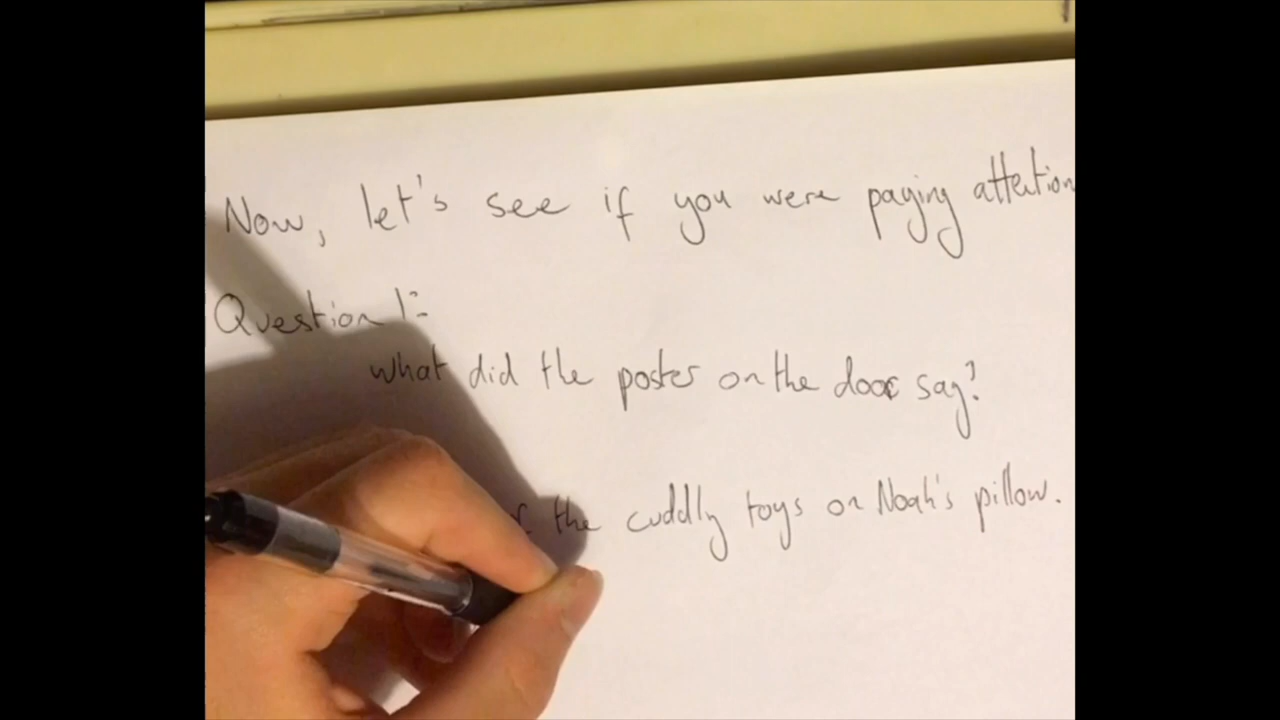 Now, let's see if you were paying attention
Question 1:
what did the poster on the door say?
the cuddly toys on Noah's pillow.